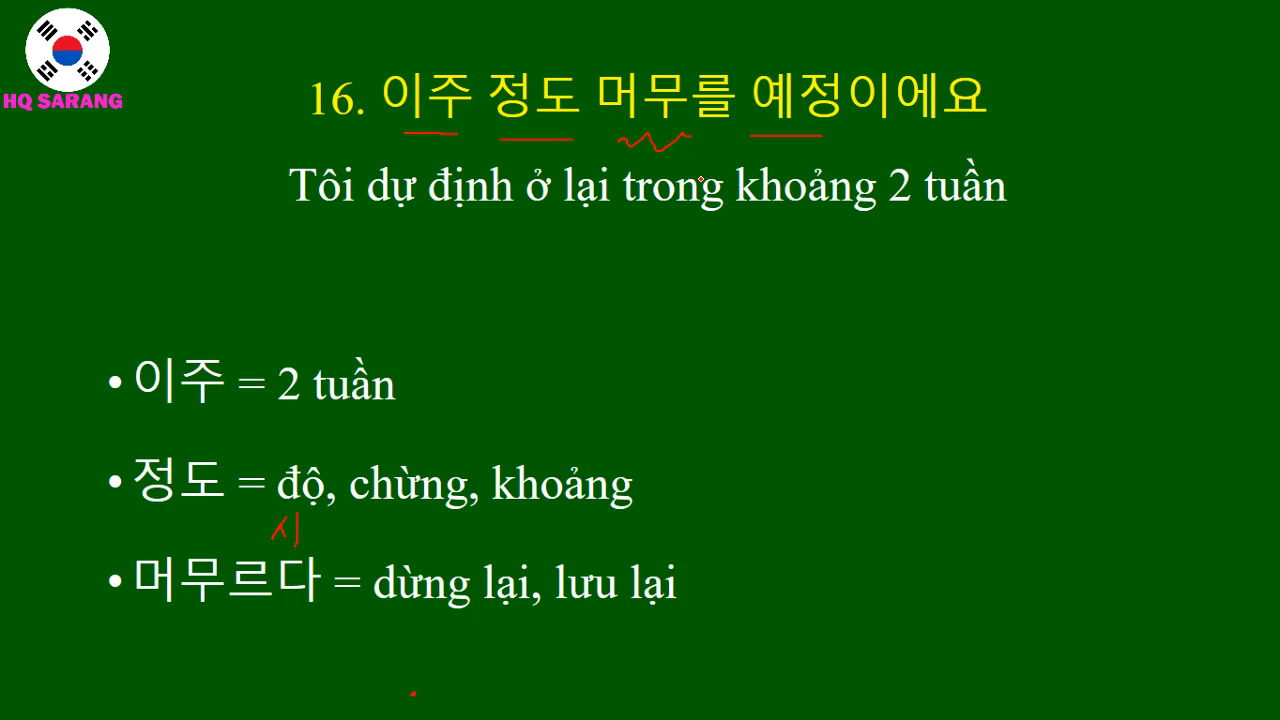 HQ SARANG
16. 이주 정도 머무를 예정이에요
Tôi dự định ở lại trong khoảng 2 tuần
• 이주 = 2 tuần
• 정도 = độ, chừng, khoảng
시
• 머무르다 = dừng lại, lưu lại